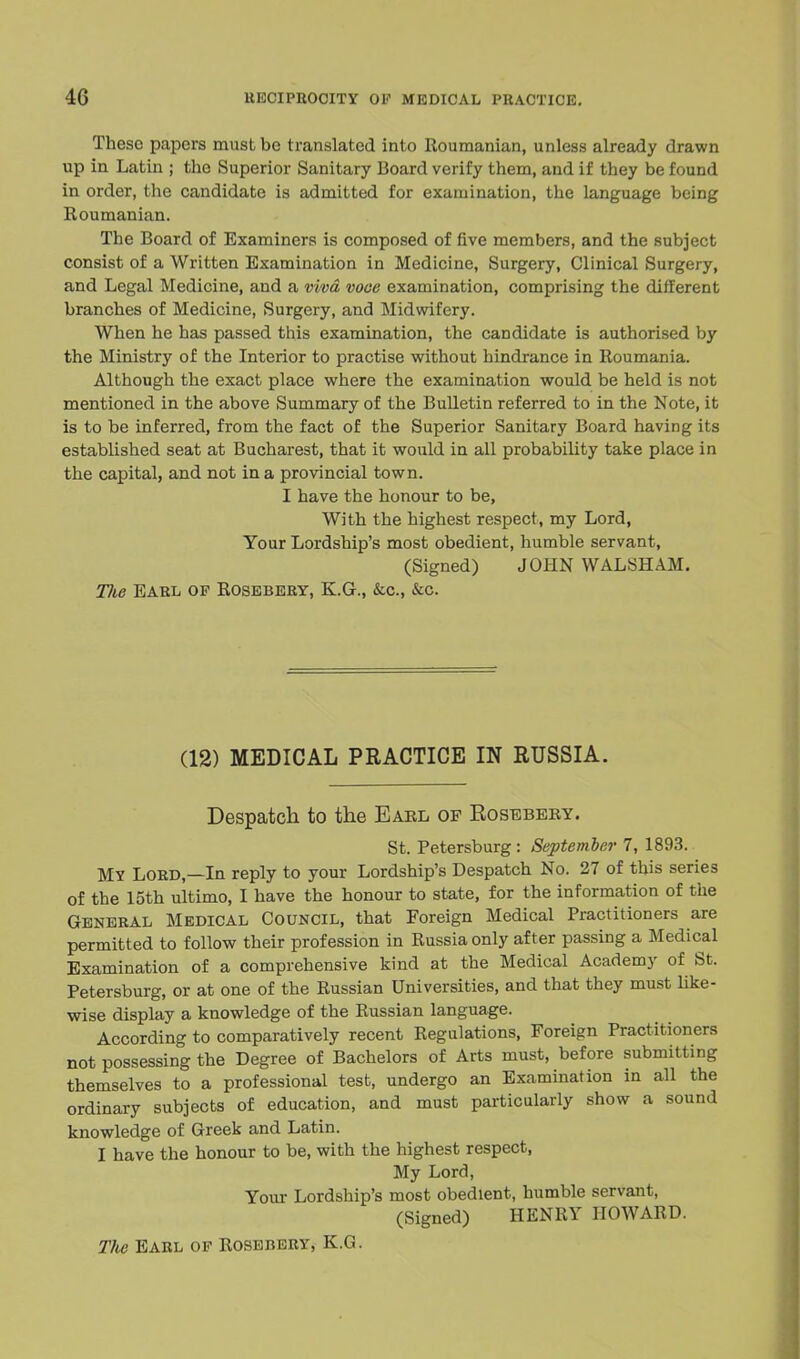 46 RECIPROCITY OF MEDICAL PRACTICE.
These papers must be translated into Roumanian, unless already drawn
up in Latin ; the Superior Sanitary Board verify them, and if they be found
in order, the candidate is admitted for examination, the language being
Roumanian.
The Board of Examiners is composed of five members, and the subject
consist of a Written Examination in Medicine, Surgery, Clinical Surgery,
and Legal Medicine, and a vivâ voce examination, comprising the different
branches of Medicine, Surgery, and Midwifery.
When he has passed this examination, the candidate is authorised by
the Ministry of the Interior to practise without hindrance in Roumania.
Although the exact place where the examination would be held is not
mentioned in the above Summary of the Bulletin referred to in the Note, it
is to be inferred, from the fact of the Superior Sanitary Board having its
established seat at Bucharest, that it would in all probability take place in
the capital, and not in a provincial town.
I have the honour to be,
With the highest respect, my Lord,
Your Lordship's most obedient, humble servant,
(Signed) JOHN WALSHAM.
The EARL OF ROSEBERY, K.G., &c., &c.
(12) MEDICAL PRACTICE IN RUSSIA.
Despatch to the EARL OF ROSEBERY.
St. Petersburg : September 7, 1893.
MY LORD,—In reply to your Lordship's Despatch No. 27 of this series
of the 15th ultimo, I have the honour to state, for the information of the
GENERAL MEDICAL COUNCIL, that Foreign Medical Practitioners are
permitted to follow their profession in Russia only after passing a Medical
Examination of a comprehensive kind at the Medical Academy of St.
Petersburg, or at one of the Russian Universities, and that they must like-
wise display a knowledge of the Russian language.
According to comparatively recent Regulations, Foreign Practitioners
not possessing the Degree of Bachelors of Arts must, before submitting
themselves to a professional test, undergo an Examination in all the
ordinary subjects of education, and must particularly show a sound
knowledge of Greek and Latin.
I have the honour to be, with the highest respect,
My Lord,
Your Lordship's most obedient, humble servant,
(Signed) HENRY HOWARD.
The EARL OF ROSEBERY, K.G.